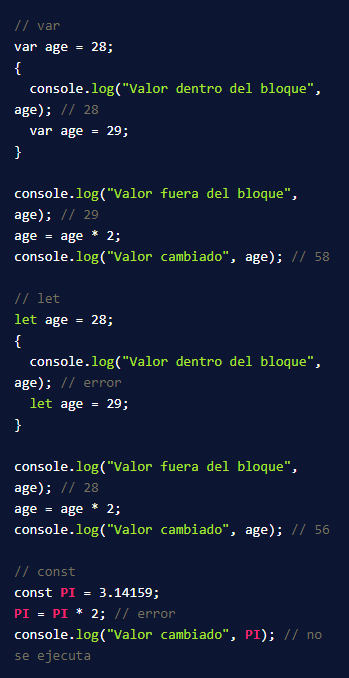 // var
var age = 28;
{
  console.log("Valor dentro del bloque",
age); // 28
  var age = 29;
}

console.log("Valor fuera del bloque",
age); // 29
age = age * 2;
console.log("Valor cambiado", age); // 58

// let
let age = 28;
{
  console.log("Valor dentro del bloque",
age); // error
  let age = 29;
}

console.log("Valor fuera del bloque",
age); // 28
age = age * 2;
console.log("Valor cambiado", age); // 56

// const
const PI = 3.14159;
PI = PI * 2; // error
console.log("Valor cambiado", PI); // no
se ejecuta